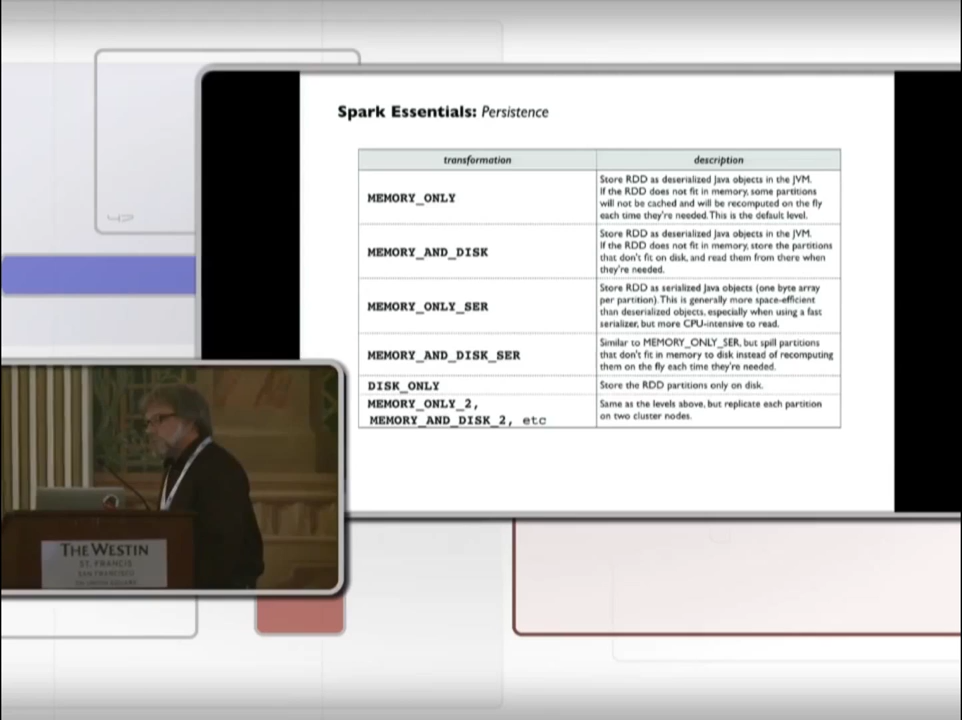 Spark Essentials: Persistence
transformation
description
MEMORY_ONLY
Store RDD as deserialized Java objects in the JVM.
If the RDD does not fit in memory, some partitions
will not be cached and will be recomputed on the fly
each time they're needed. This is the default level.
MEMORY_AND_DISK
Store RDD as deserialized Java objects in the JVM.
If the RDD does not fit in memory, store the partitions
that don't fit on disk, and read them from there when
they're needed.
MEMORY_ONLY_SER
Store RDD as serialized Java objects (one byte array
per partition). This is generally more space-efficient
than deserialized objects, especially when using a fast
serializer, but more CPU-intensive to read.
MEMORY_AND_DISK_SER
Similar to MEMORY_ONLY_SER, but spill partitions
that don't fit in memory to disk instead of recomputing
them on the fly each time they're needed.
DISK_ONLY
Store the RDD partitions only on disk.
MEMORY_ONLY_2,
MEMORY_AND_DISK_2, etc
Same as the levels above, but replicate each partition
on two cluster nodes.
THE WESTIN
ST. FRANCIS
SAN FRANCISCO